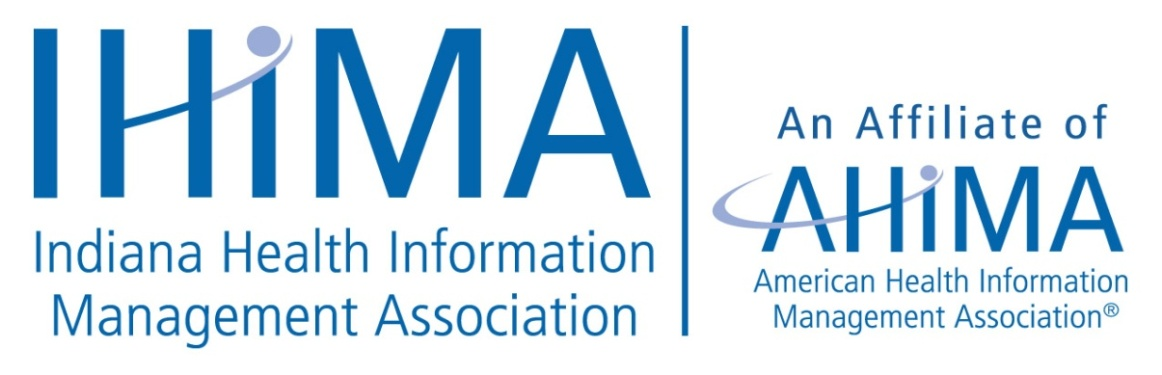 IHiMA
Indiana Health Information
Management Association
An Affiliate of
AHiMA
American Health Information
Management Association®